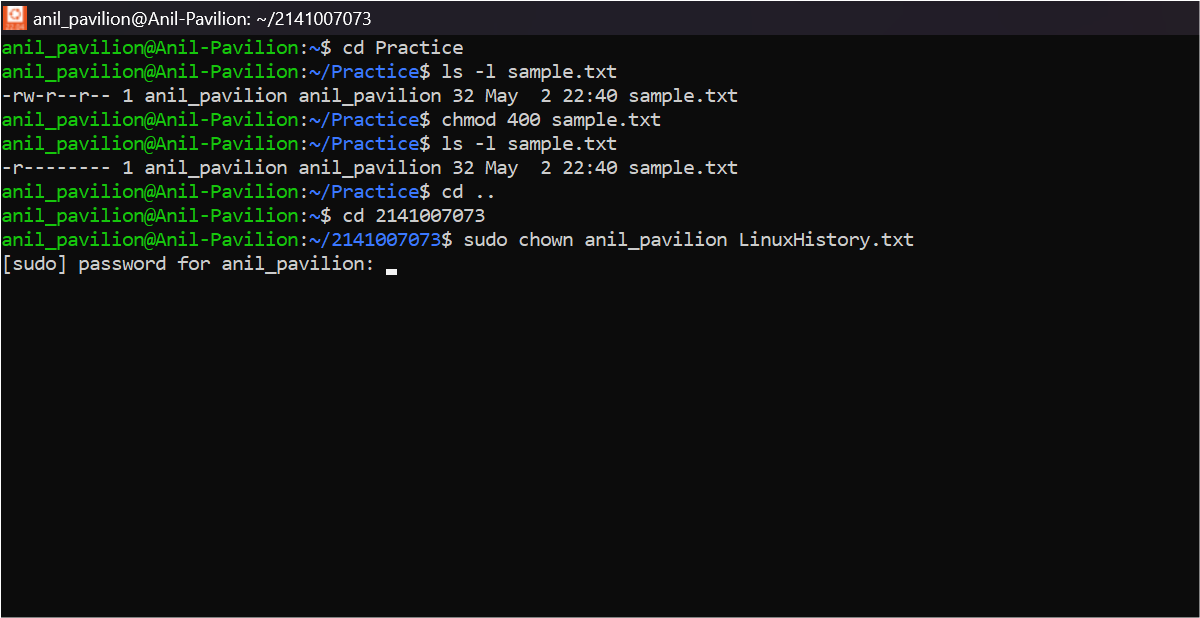 anil_pavilion@Anil-Pavilion: ~/2141007073
anil_pavilion@Anil-Pavilion:~$ cd Practice
anil_pavilion@Anil-Pavilion:~/Practice$ ls -l sample.txt
-rw-r--r-- 1 anil_pavilion anil_pavilion 32 May  2 22:40 sample.txt
anil_pavilion@Anil-Pavilion:~/Practice$ chmod 400 sample.txt
anil_pavilion@Anil-Pavilion:~/Practice$ ls -l sample.txt
-r-------- 1 anil_pavilion anil_pavilion 32 May  2 22:40 sample.txt
anil_pavilion@Anil-Pavilion:~/Practice$ cd ..
anil_pavilion@Anil-Pavilion:~$ cd 2141007073
anil_pavilion@Anil-Pavilion:~/2141007073$ sudo chown anil_pavilion LinuxHistory.txt
[sudo] password for anil_pavilion: